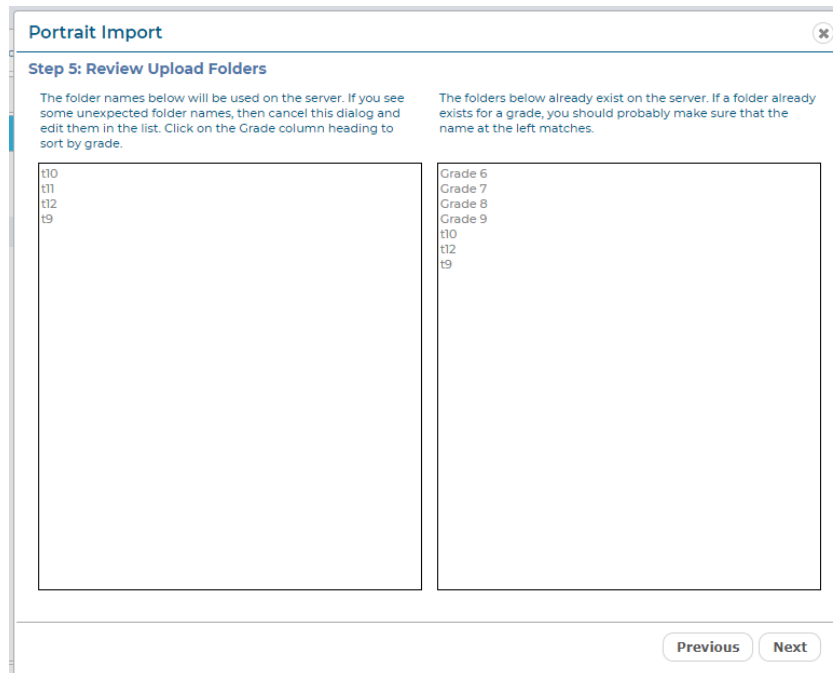 Portrait Import
Step 5: Review Upload Folders
The folder names below will be used on the server. If you see
some unexpected folder names, then cancel this dialog and
edit them in the list. Click on the Grade column heading to
sort by grade.
The folders below already exist on the server. If a folder already
exists for a grade, you should probably make sure that the
name at the left matches.
t10
t11
t12
t9
Grade 6
Grade 7
Grade 8
Grade 9
t10
t12
t9
Previous
Next